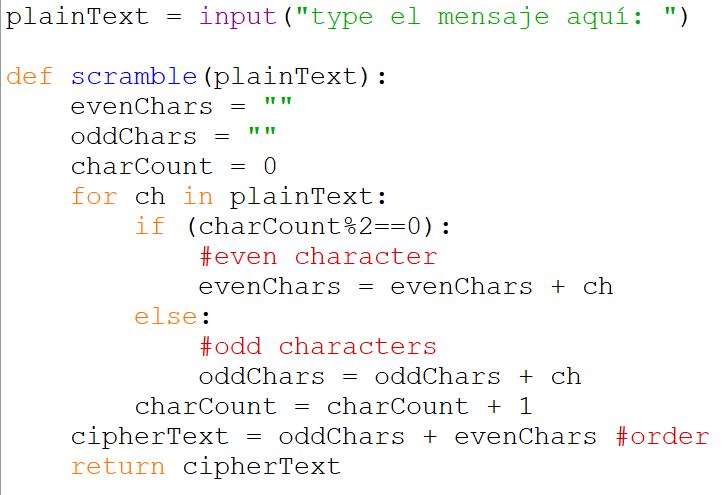 plainText = input("type el mensaje aquí: ")
def scramble(plainText):
evenChars = ""
oddChars = ""
charCount = 0
for ch in plainText:
if (charCount%2==0):
#even character
evenChars = evenChars + ch
else:
#odd characters
oddChars = oddChars + ch
charCount = charCount + 1
cipherText = oddChars + evenChars #order
return cipherText